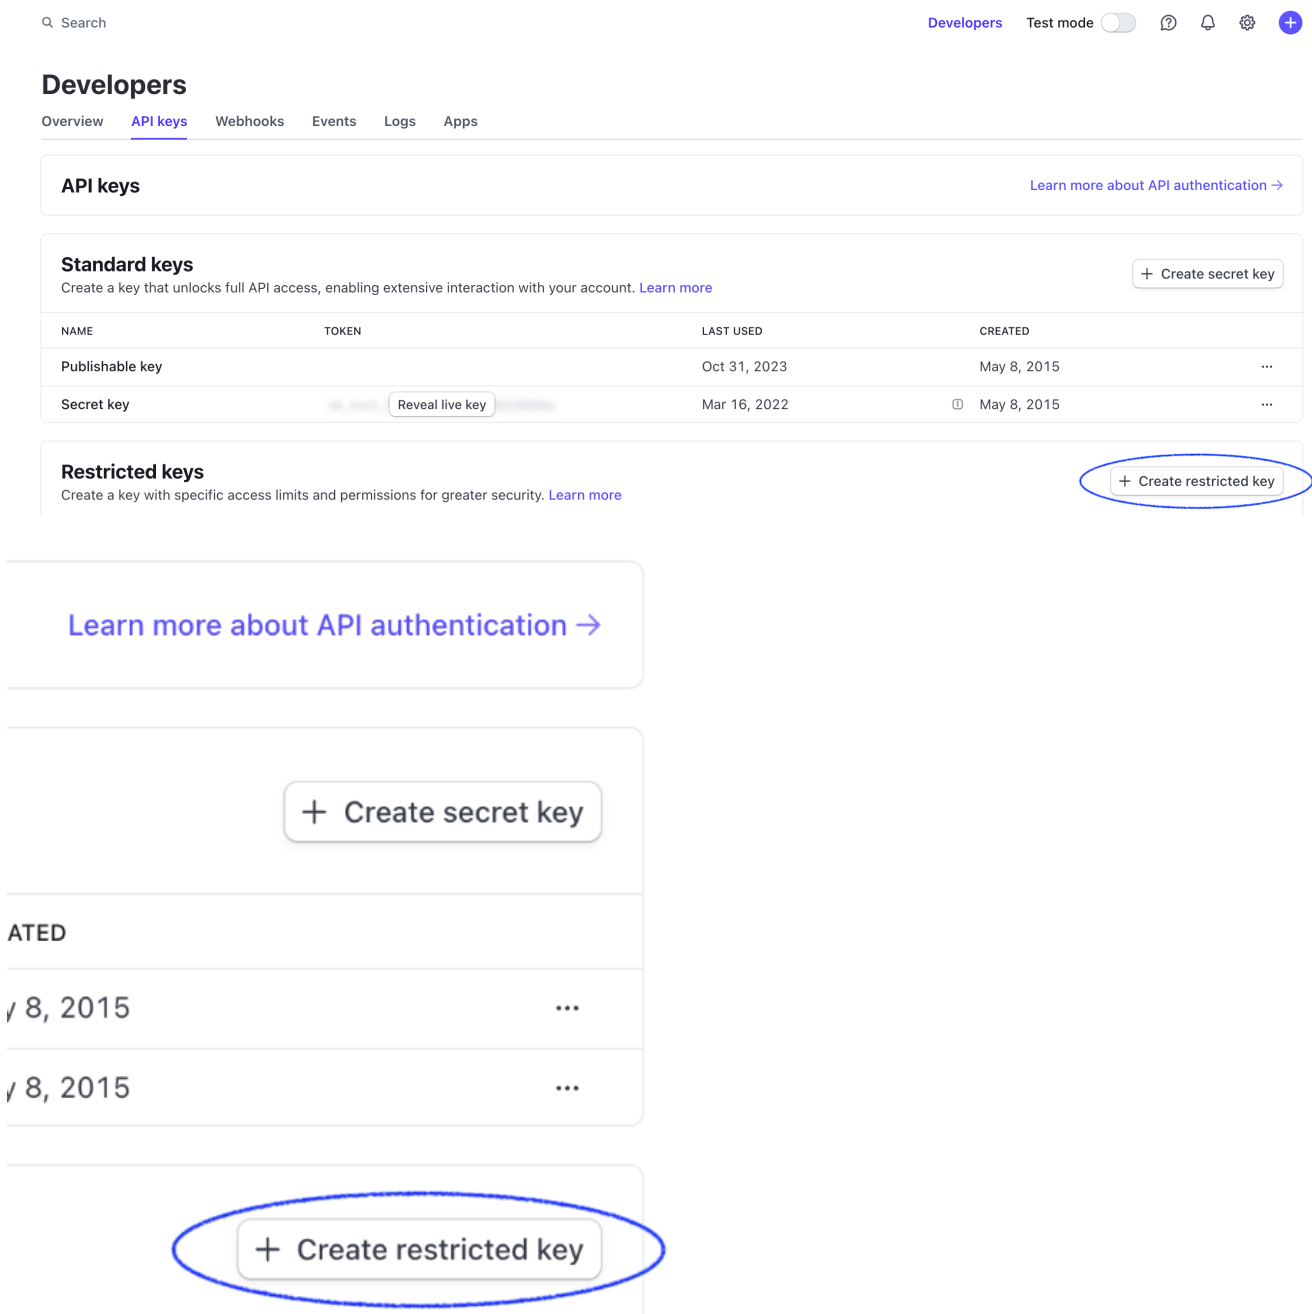 Search
Developers Test mode
Developers
Overview API keys Webhooks Events Logs Apps
API keys Learn more about API authentication →
Standard keys
+ Create secret key
Create a key that unlocks full API access, enabling extensive interaction with your account. Learn more
NAME TOKEN LAST USED CREATED
Publishable key Oct 31, 2023 May 8, 2015 ...
Secret key Reveal live key Mar 16, 2022 May 8, 2015 ...
Restricted keys
+ Create restricted key
Create a key with specific access limits and permissions for greater security. Learn more
Learn more about API authentication →
+ Create secret key
ATED
y 8, 2015 ...
y 8, 2015 ...
+ Create restricted key